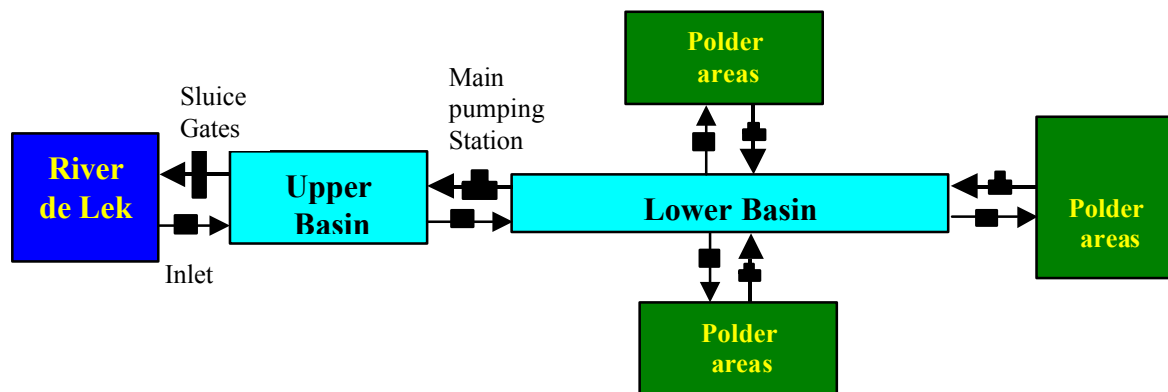 Polder
areas
Main
pumping
Station
Sluice
Gates
River
de Lek
Upper
Basin
Lower Basin
Polder
areas
Inlet
Polder
areas